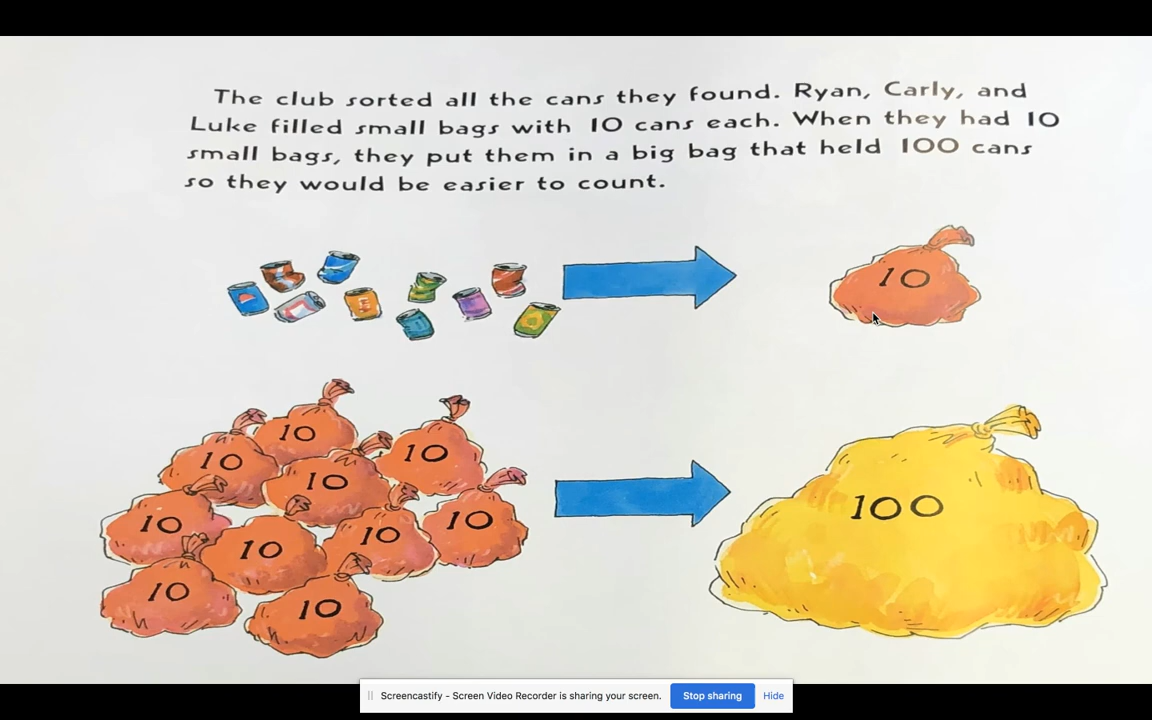 The club sorted all the cans they found. Ryan, Carly, and
Luke filled small bags with 10 cans each. When they had 10
small bags, they put them in a big bag that held 100 cans
so they would be easier to count.
10
10
10
10
10
10
10
10
10
10
10
100
Screencastify - Screen Video Recorder is sharing your screen.
Stop sharing
Hide